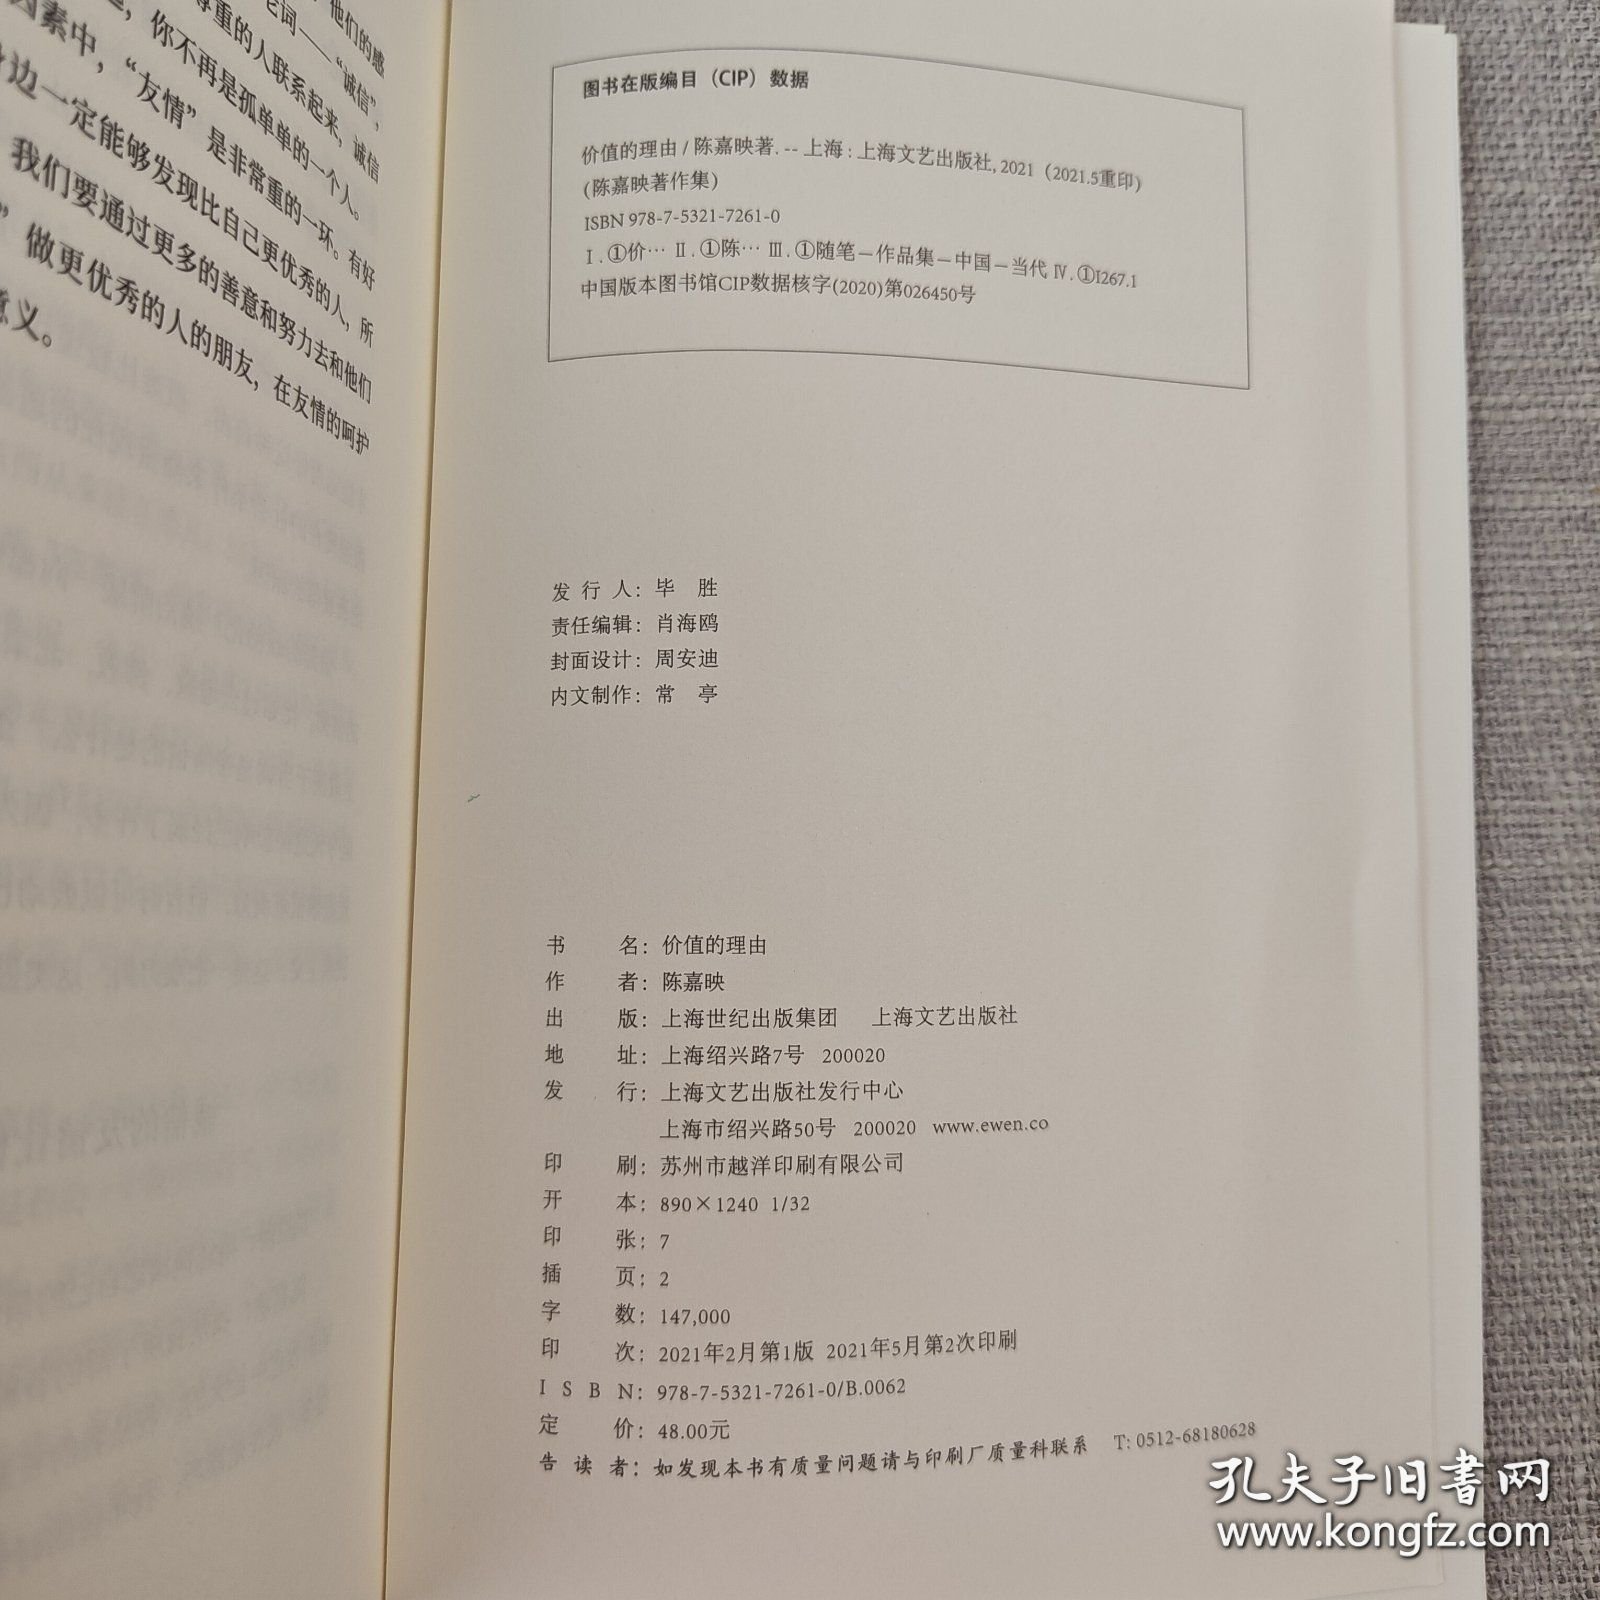 他们的感
尊重的人联系起来，诚信
词——“诚信”，
你不再是孤单单的一个人。
因素中，“友情”是非常重的一环。有好
身边一定能够发现比自己更优秀的人，所
我们要通过更多的善意和努力去和他们
”做更优秀的人的朋友，在友情的呵护
意义。
图书在版编目（CIP）数据
价值的理由 / 陈嘉映著. -- 上海 : 上海文艺出版社, 2021（2021.5重印）
(陈嘉映著作集)
ISBN 978-7-5321-7261-0
Ⅰ.①价… Ⅱ.①陈… Ⅲ.①随笔－作品集－中国－当代 Ⅳ.①I267.1
中国版本图书馆CIP数据核字(2020)第026450号
发 行 人：毕　胜
责任编辑：肖海鸥
封面设计：周安迪
内文制作：常　亭
书　　名：价值的理由
作　　者：陈嘉映
出　　版：上海世纪出版集团　上海文艺出版社
地　　址：上海绍兴路7号 200020
发　　行：上海文艺出版社发行中心
上海市绍兴路50号 200020 www.ewen.co
印　　刷：苏州市越洋印刷有限公司
开　　本：890×1240 1/32
印　　张：7
插　　页：2
字　　数：147,000
印　　次：2021年2月第1版 2021年5月第2次印刷
I S B N：978-7-5321-7261-0/B.0062
定　　价：48.00元
告 读 者：如发现本书有质量问题请与印刷厂质量科联系 T: 0512-68180628
孔夫子旧书网
www.kongfz.com